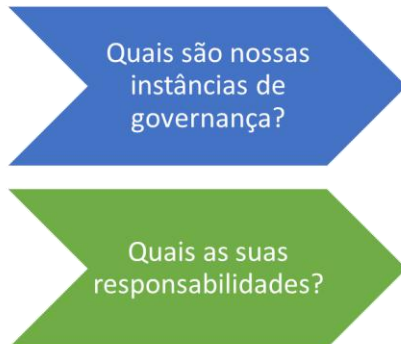 Quais são nossas
instâncias de
governança?
Quais as suas
responsabilidades?